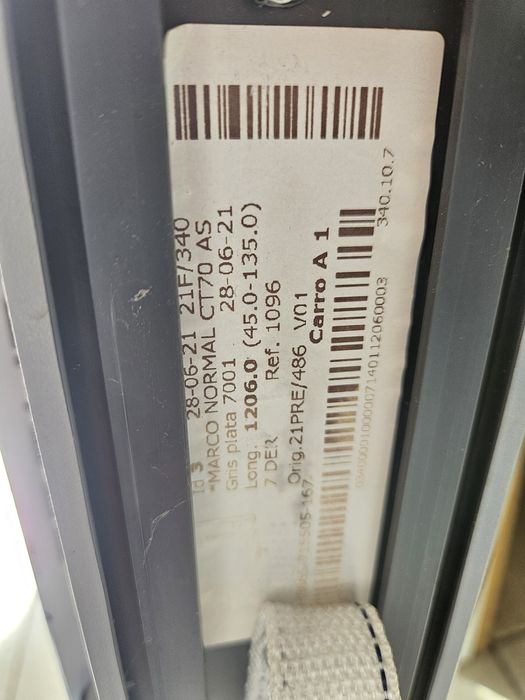 Id 3 28-06-21 21F/340
*MARCO NORMAL CT70 AS
Gris plata 7001 28-06-21
Long. 1206.0 (45.0-135.0)
7 DER Ref. 1096
Orig.21PRE/486 V01
Carro A 1
340.10.7
03400001000007140112060003